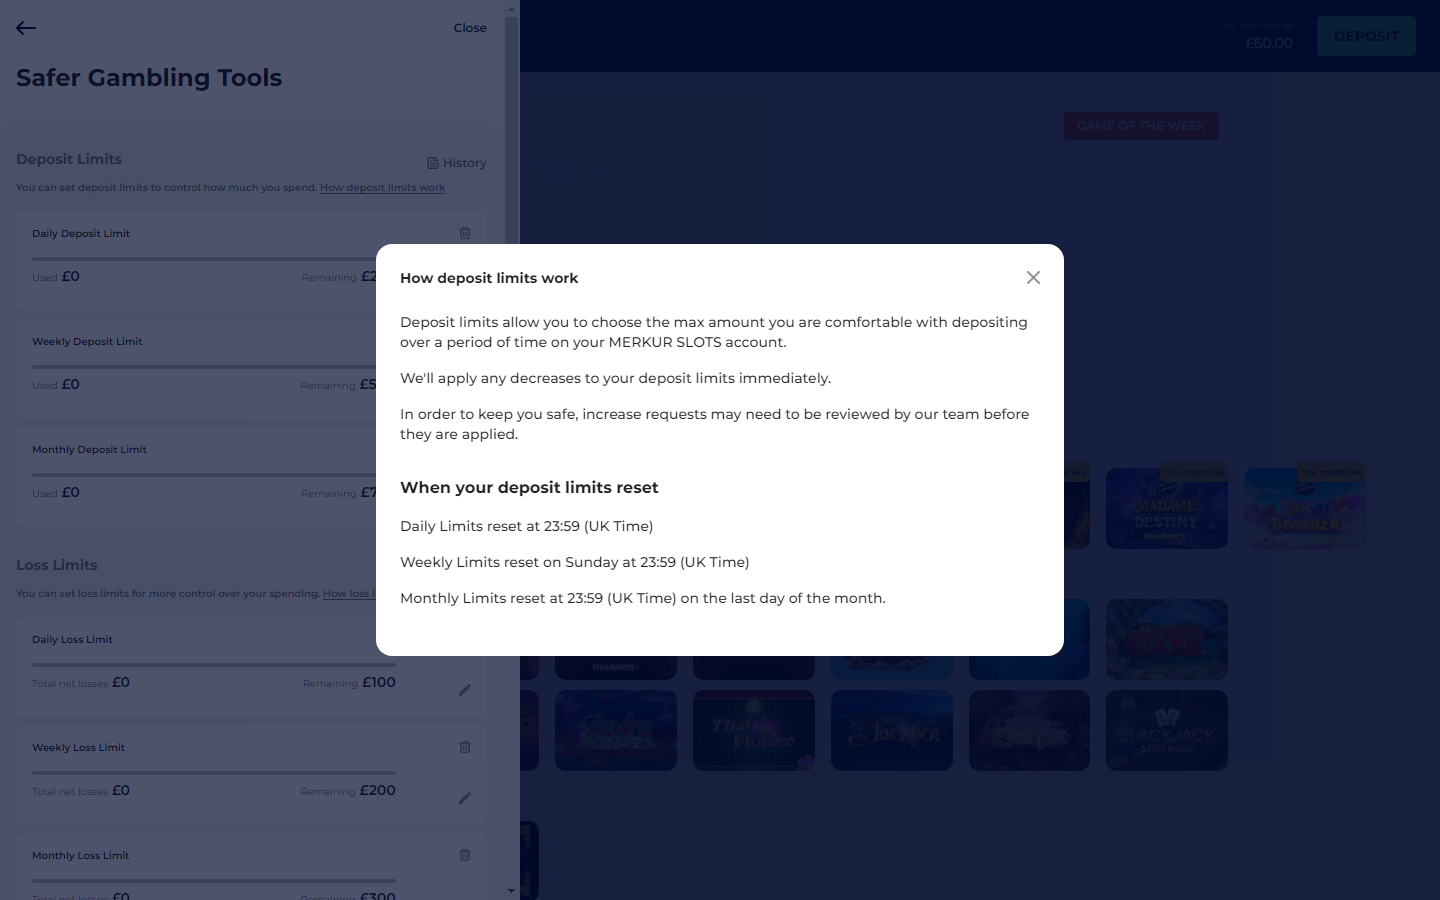 Close
Safer Gambling Tools
Deposit Limits
History
You can set deposit limits to control how much you spend. How deposit limits work
Daily Deposit Limit
Used £0
Remaining
Weekly Deposit Limit
Used £0
Remaining
Monthly Deposit Limit
Used £0
Remaining
Loss Limits
You can set loss limits for more control over your spending. How loss
Daily Loss Limit
Total net losses £0
Remaining £100
Weekly Loss Limit
Total net losses £0
Remaining £200
Monthly Loss Limit
Total net losses £0
Remaining £300
My Balance
£60.00
DEPOSIT
GAME OF THE WEEK
How deposit limits work
Deposit limits allow you to choose the max amount you are comfortable with depositing
over a period of time on your MERKUR SLOTS account.
We'll apply any decreases to your deposit limits immediately.
In order to keep you safe, increase requests may need to be reviewed by our team before
they are applied.
When your deposit limits reset
Daily Limits reset at 23:59 (UK Time)
Weekly Limits reset on Sunday at 23:59 (UK Time)
Monthly Limits reset at 23:59 (UK Time) on the last day of the month.
like
You might like
You might like
MADAME
DESTINY
MEGAWAYS
SWEET
BONANZA
MEGAWAYS
Thai
Flower
Jackpot
BLACKJACK